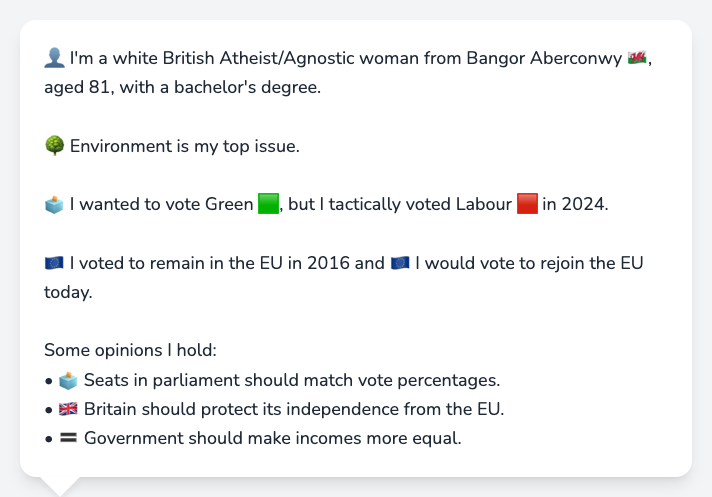 👤 I'm a white British Atheist/Agnostic woman from Bangor Aberconwy 🏴󠁧󠁢󠁷󠁬󠁳󠁿,
aged 81, with a bachelor's degree.
🌳 Environment is my top issue.
🗳️ I wanted to vote Green 🟩, but I tactically voted Labour 🟥 in 2024.
🇪🇺 I voted to remain in the EU in 2016 and 🇪🇺 I would vote to rejoin the EU
today.
Some opinions I hold:
• 🗳️ Seats in parliament should match vote percentages.
• 🇬🇧 Britain should protect its independence from the EU.
• 🟰 Government should make incomes more equal.